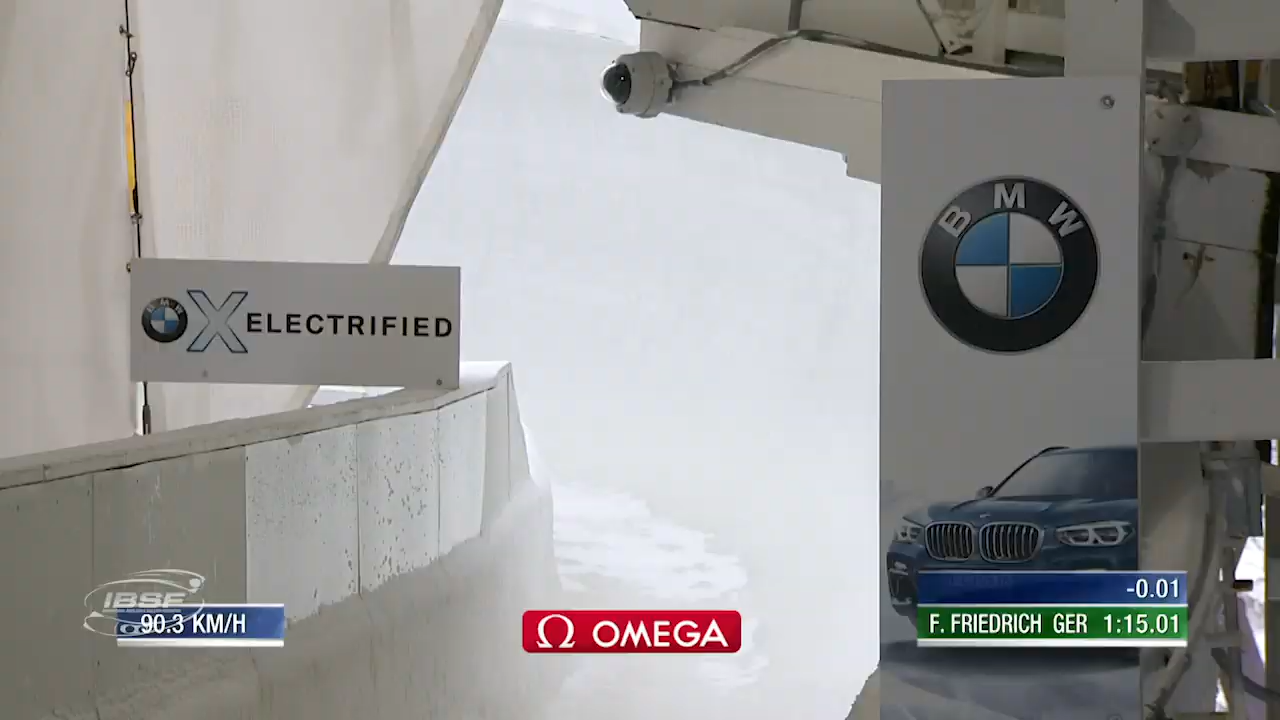 BMW
BMW
X ELECTRIFIED
IBSF
90.3 KM/H
Ω OMEGA
-0.01
F. FRIEDRICH GER 1:15.01